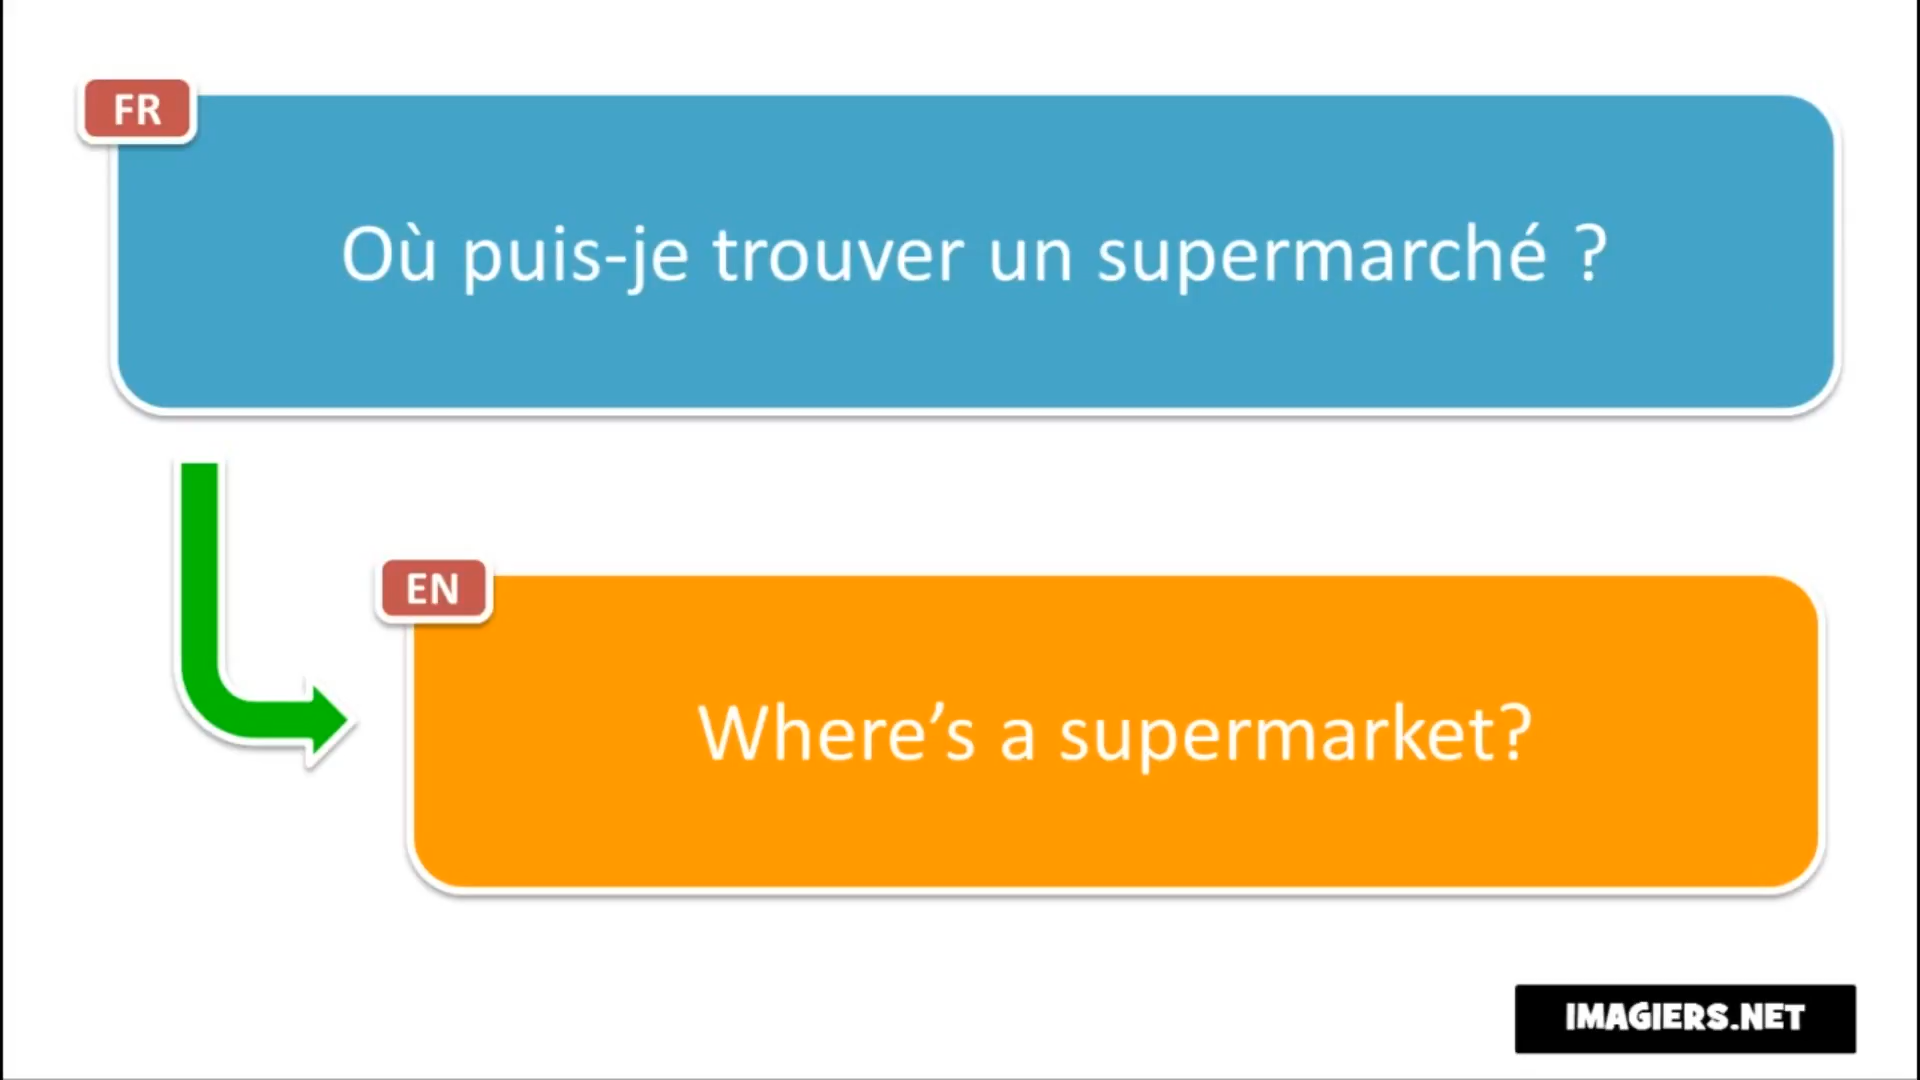 FR
Où puis-je trouver un supermarché ?
EN
Where’s a supermarket?
IMAGIERS.NET